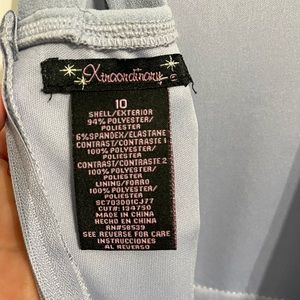 Xtraordinary
10
SHELL/EXTERIOR
94% POLYESTER/
POLIESTER
6%SPANDEX/ELASTANE
CONTRAST/CONTRASTE 1
100% POLYESTER/
POLIESTER
CONTRAST/CONTRASTE 2
100% POLYESTER/
POLIESTER
LINING/FORRO
100% POLYESTER/
POLIESTER
SC703D01CJ77
CUT#: 134750
MADE IN CHINA
HECHO EN CHINA
RN#58539
SEE REVERSE FOR CARE
INSTRUCCIONES
AL REVERSO